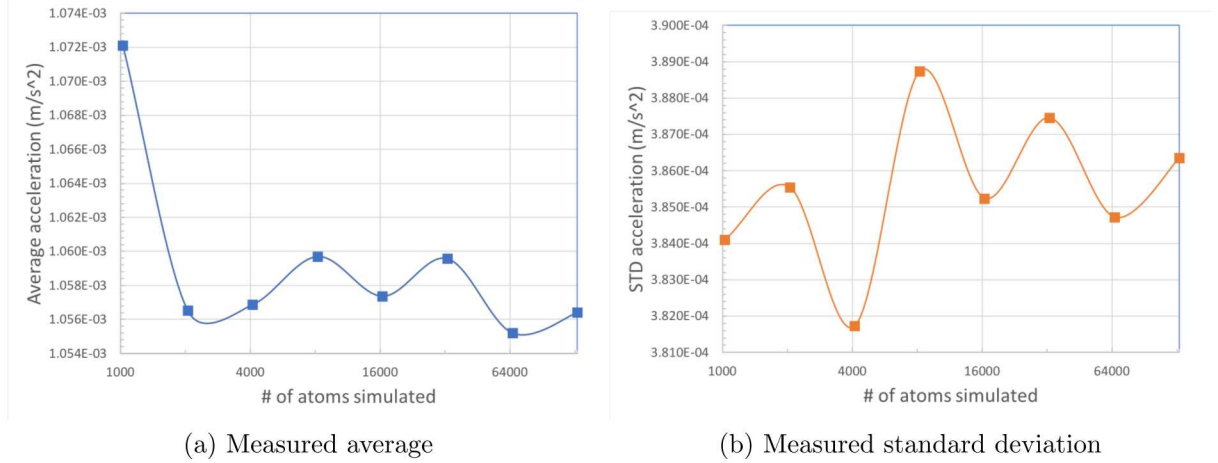 1.074E-03
1.072E-03
1.070E-03
1.068E-03
1.066E-03
1.064E-03
1.062E-03
1.060E-03
1.058E-03
1.056E-03
1.054E-03
Average acceleration (m/s^2)
1000 4000 16000 64000
# of atoms simulated
(a) Measured average
3.900E-04
3.890E-04
3.880E-04
3.870E-04
3.860E-04
3.850E-04
3.840E-04
3.830E-04
3.820E-04
3.810E-04
STD acceleration (m/s^2)
1000 4000 16000 64000
# of atoms simulated
(b) Measured standard deviation